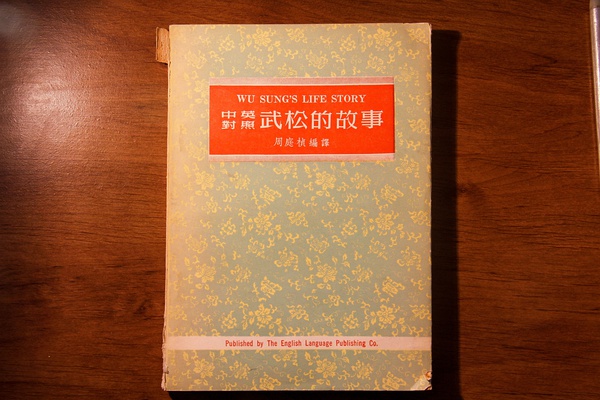 WU SUNG'S LIFE STORY
中英對照 武松的故事
周庭楨編譯
Published by The English Language Publishing Co.